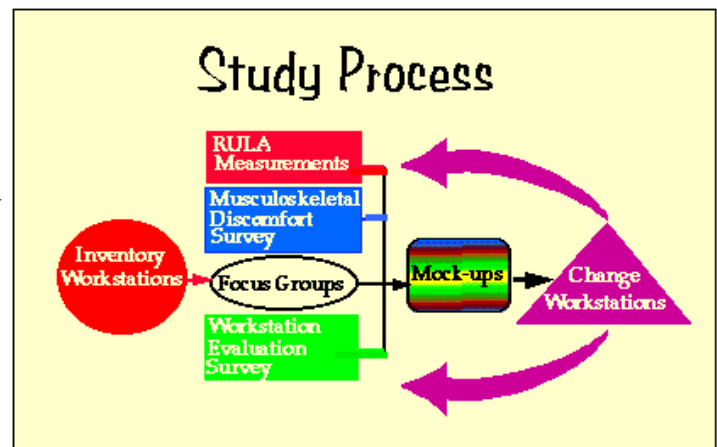 Study Process
RULA
Measurements
Musculoskeletal
Discomfort
Survey
Inventory
Workstations
Focus Groups
Mock-ups
Change
Workstations
Workstation
Evaluation
Survey